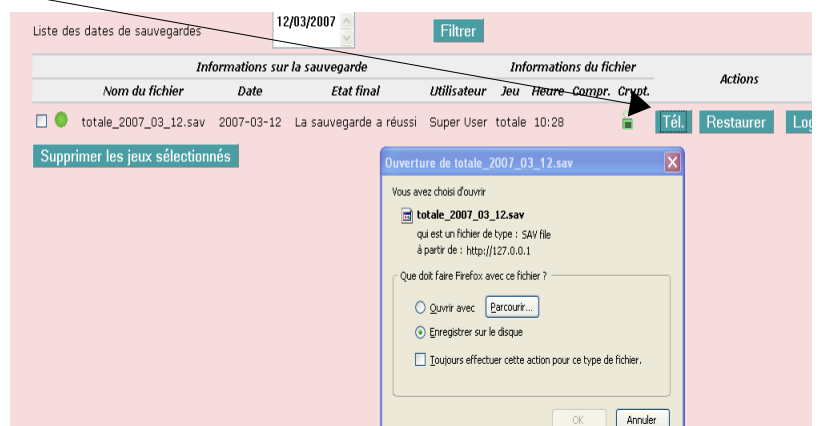 Liste des dates de sauvegardes 12/03/2007 Filtrer
Informations sur la sauvegarde Informations du fichier Actions
Nom du fichier Date Etat final Utilisateur Jeu Heure Compr. Crypt.
totale_2007_03_12.sav 2007-03-12 La sauvegarde a réussi Super User totale 10:28 Tél. Restaurer Log
Supprimer les jeux sélectionnés
Ouverture de totale_2007_03_12.sav
Vous avez choisi d'ouvrir
totale_2007_03_12.sav
qui est un fichier de type : SAV file
à partir de : http://127.0.0.1
Que doit faire Firefox avec ce fichier ?
Ouvrir avec Parcourir...
Enregistrer sur le disque
Toujours effectuer cette action pour ce type de fichier.
OK Annuler